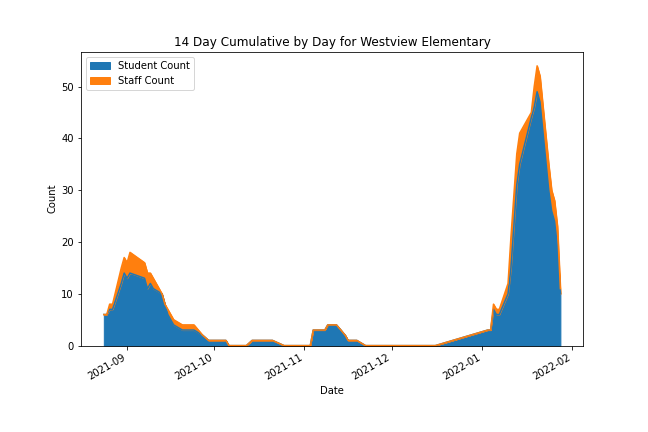 14 Day Cumulative by Day for Westview Elementary
Student Count
Staff Count
50
40
30
20
10
0
Count
2021-09
2021-10
2021-11
2021-12
2022-01
2022-02
Date